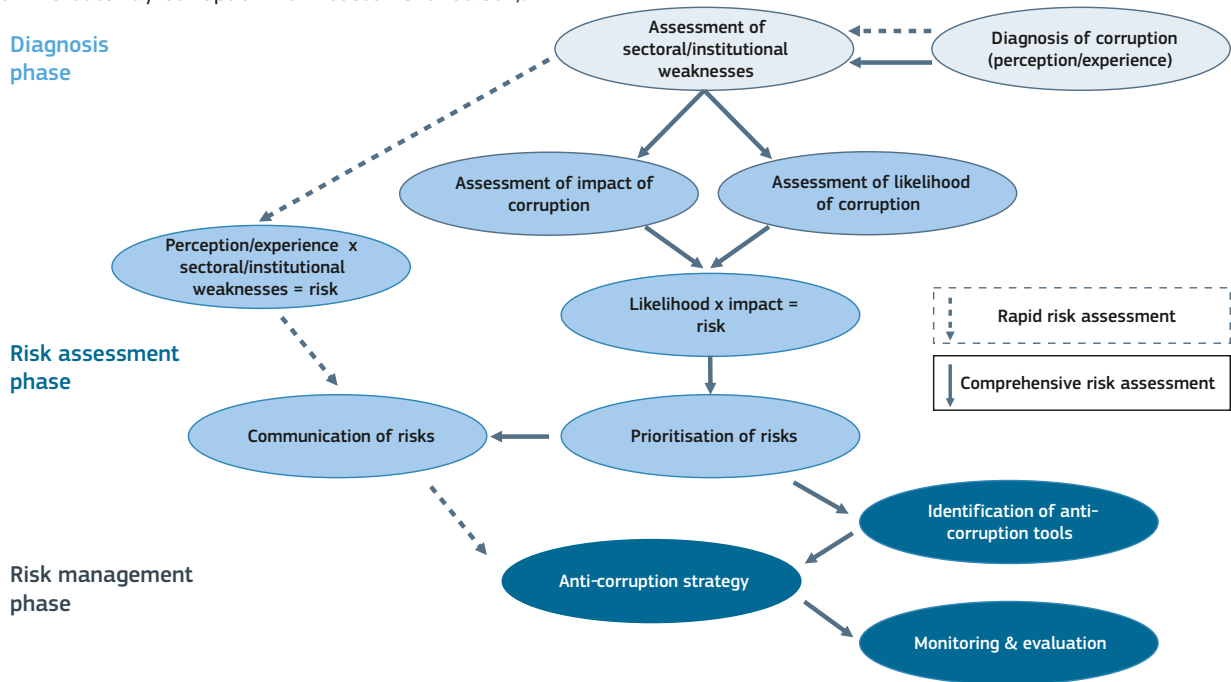 Diagnosis
phase
Assessment of
sectoral/institutional
weaknesses
Diagnosis of corruption
(perception/experience)
Assessment of impact of
corruption
Assessment of likelihood
of corruption
Perception/experience x
sectoral/institutional
weaknesses = risk
Likelihood x impact =
risk
Rapid risk assessment
Comprehensive risk assessment
Risk assessment
phase
Communication of risks
Prioritisation of risks
Identification of anti-
corruption tools
Risk management
phase
Anti-corruption strategy
Monitoring & evaluation